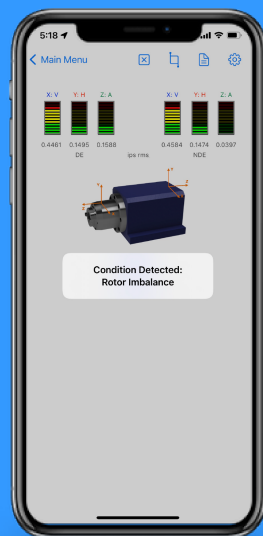 5:18
Main Menu
X: V Y: H Z: A X: V Y: H Z: A
0.4461 0.1495 0.1588 0.4584 0.1474 0.0397
DE ips rms NDE
Condition Detected:
Rotor Imbalance